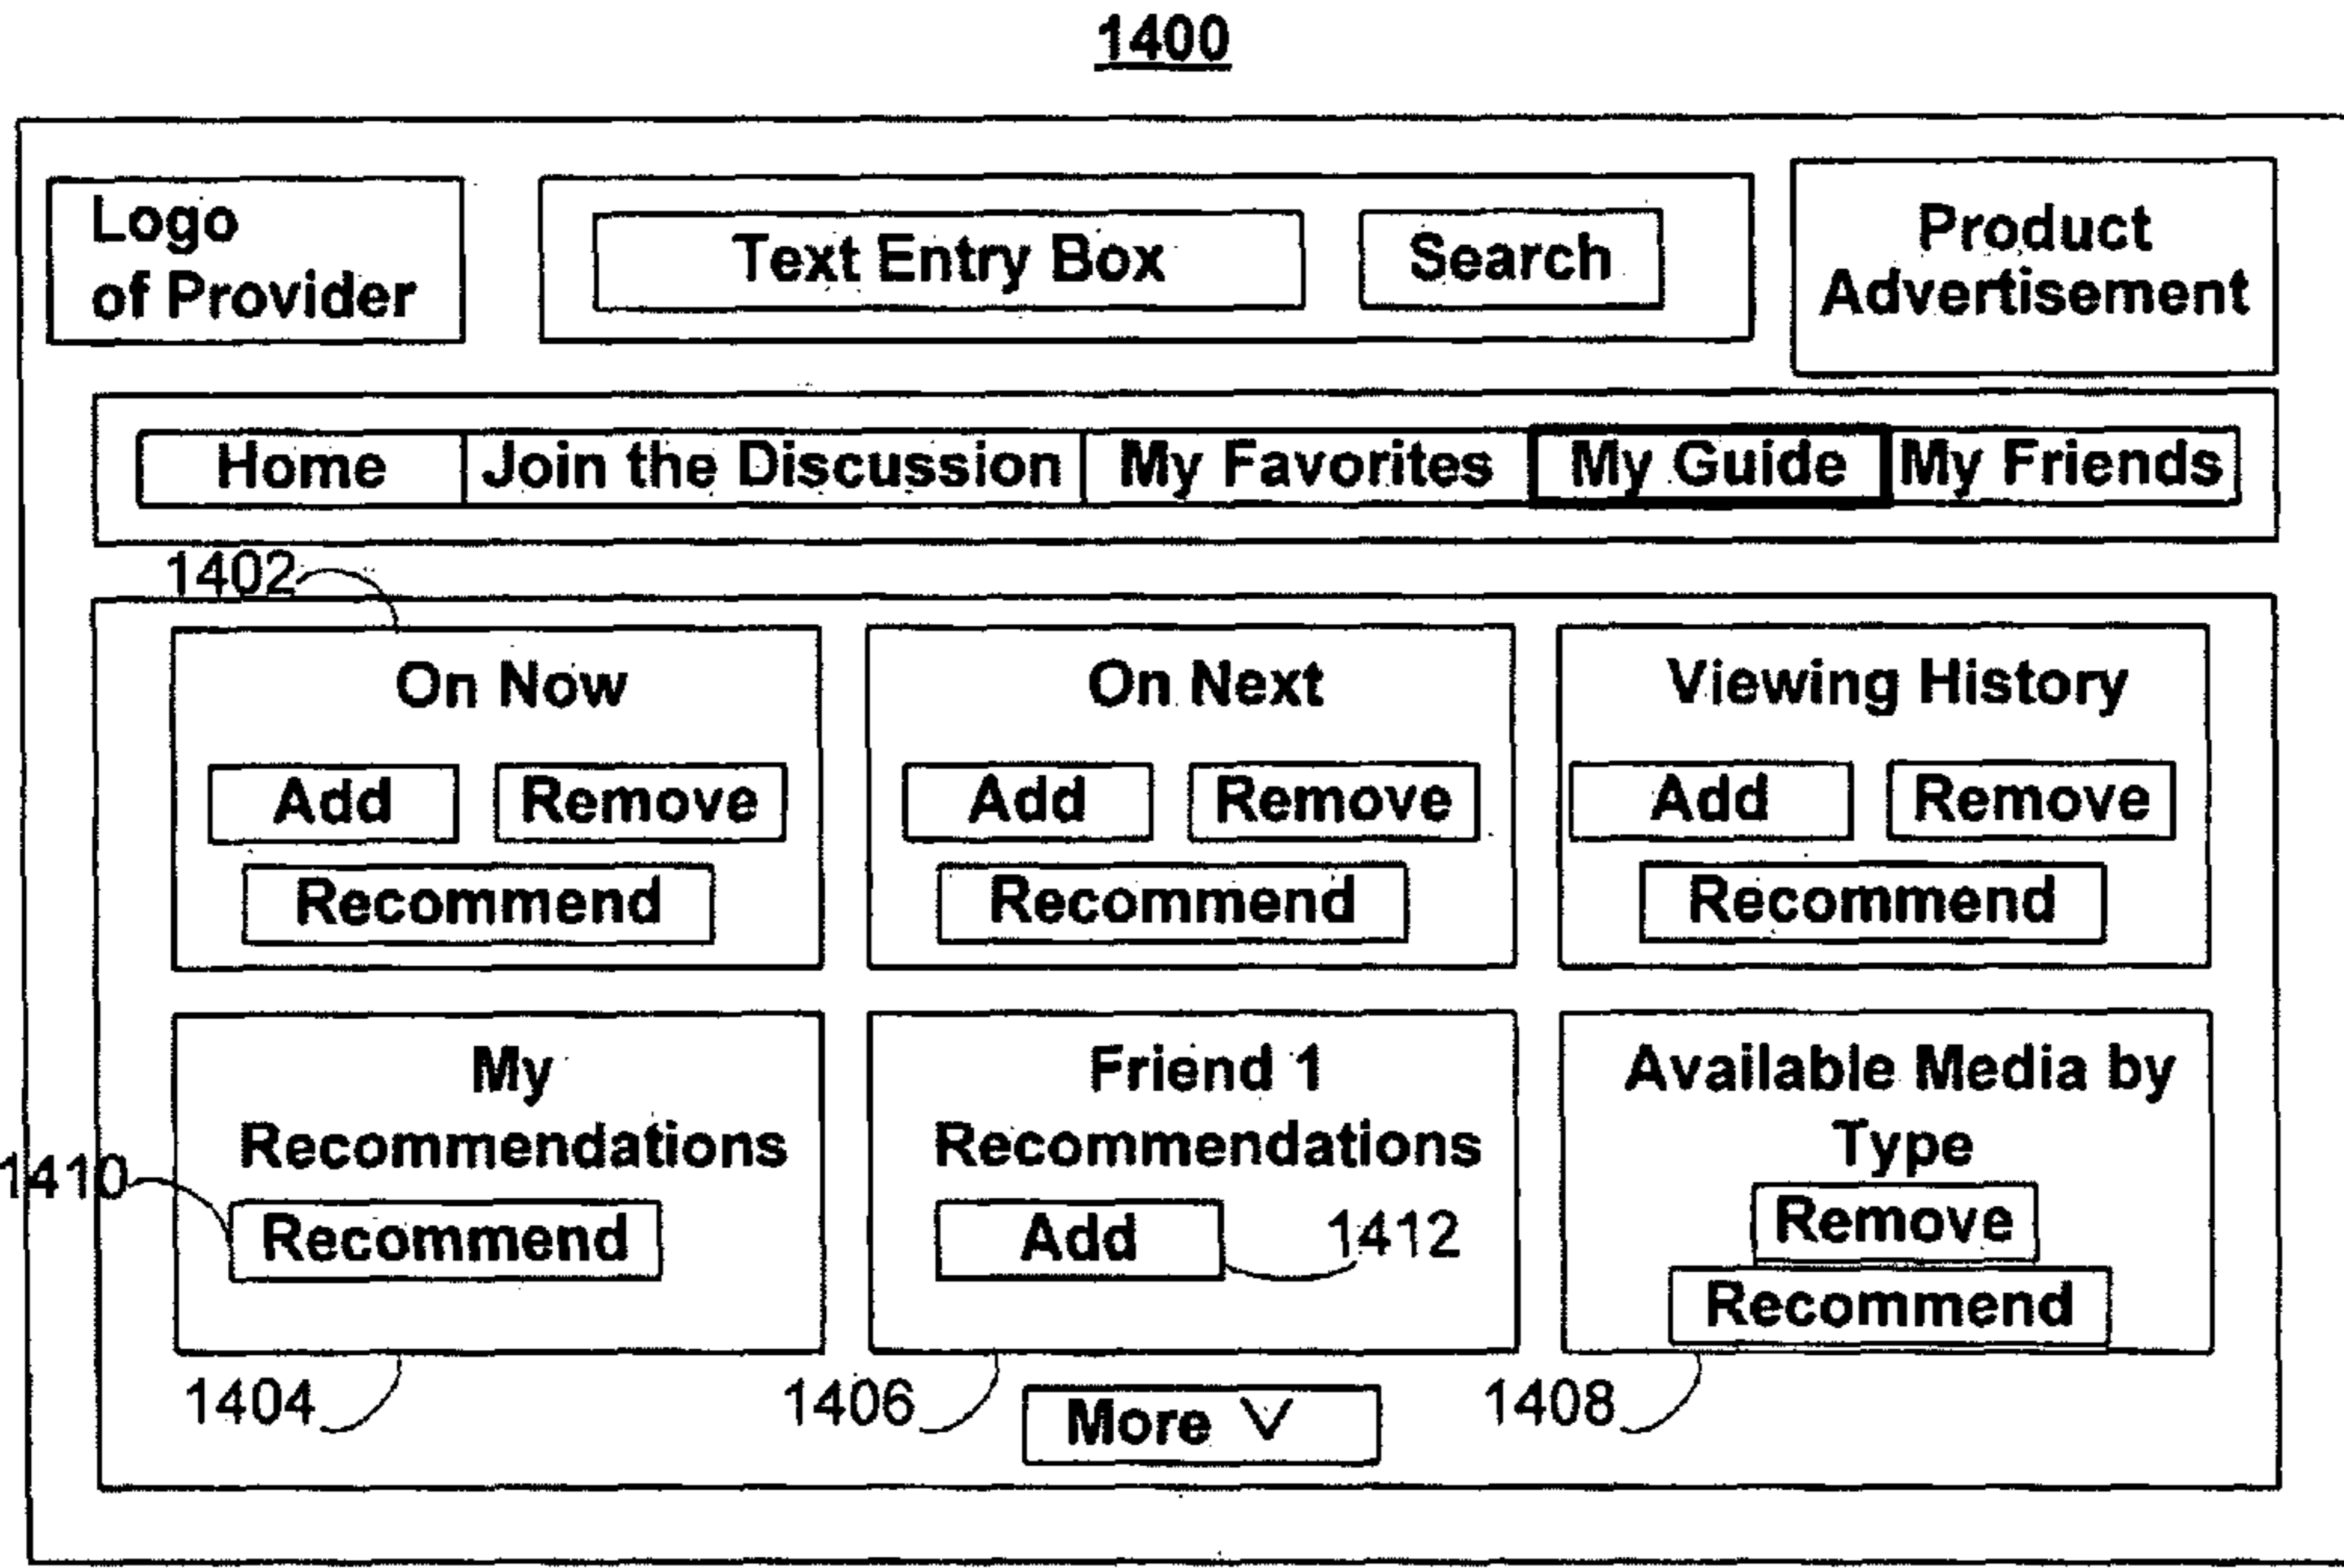 1400
Logo
of Provider
Text Entry Box
Search
Product
Advertisement
Home
Join the Discussion
My Favorites
My Guide
My Friends
1402
On Now
Add
Remove
Recommend
On Next
Add
Remove
Recommend
Viewing History
Add
Remove
Recommend
My
Recommendations
1410
Recommend
1404
Friend 1
Recommendations
Add
1412
1406
Available Media by
Type
Remove
Recommend
1408
More V